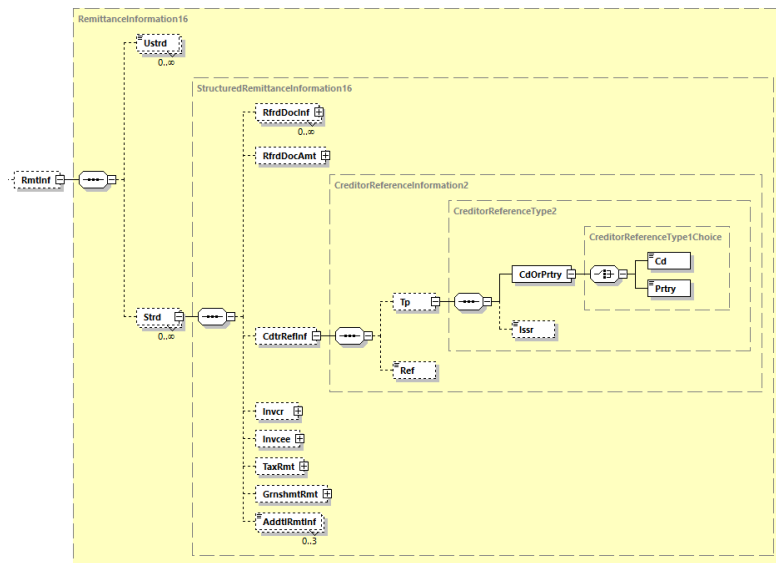 RemittanceInformation16
Ustrd
0..∞
StructuredRemittanceInformation16
RfrdDocInf
0..∞
RfrdDocAmt
RmtInf
CreditorReferenceInformation2
CreditorReferenceType2
CreditorReferenceType1Choice
Cd
CdOrPrtry
Prtry
Tp
Strd
0..∞
CdtrRefInf
Issr
Ref
Invcr
Invcee
TaxRmt
GrnshmtRmt
AddtlRmtInf
0..3